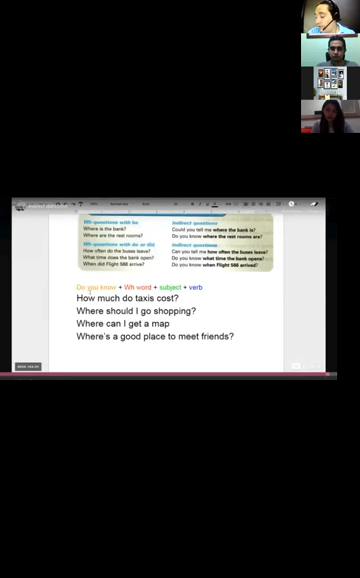 Wh-questions with be
Where is the bank?
Where are the rest rooms?
Indirect questions
Could you tell me where the bank is?
Do you know where the rest rooms are?
Wh-questions with do or did
How often do the buses leave?
What time does the bank open?
When did Flight 566 arrive?
Indirect questions
Can you tell me how often the buses leave?
Do you know what time the bank opens?
Do you know when Flight 566 arrived?
Do you know + Wh word + subject + verb
How much do taxis cost?
Where should I go shopping?
Where can I get a map
Where's a good place to meet friends?